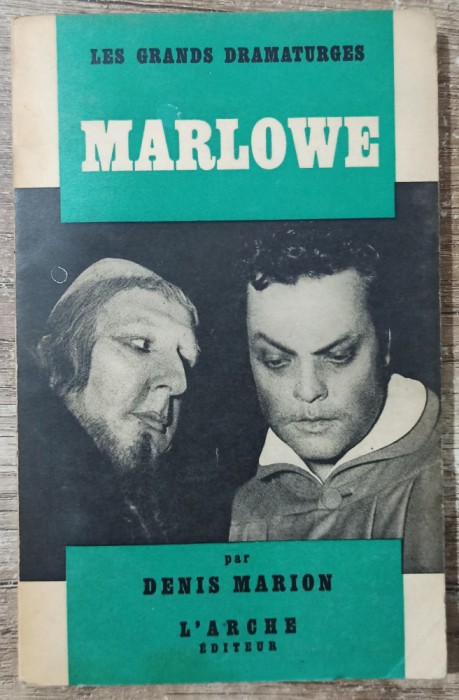 LES GRANDS DRAMATURGES
MARLOWE
par
DENIS MARION
L'ARCHE
ÉDITEUR